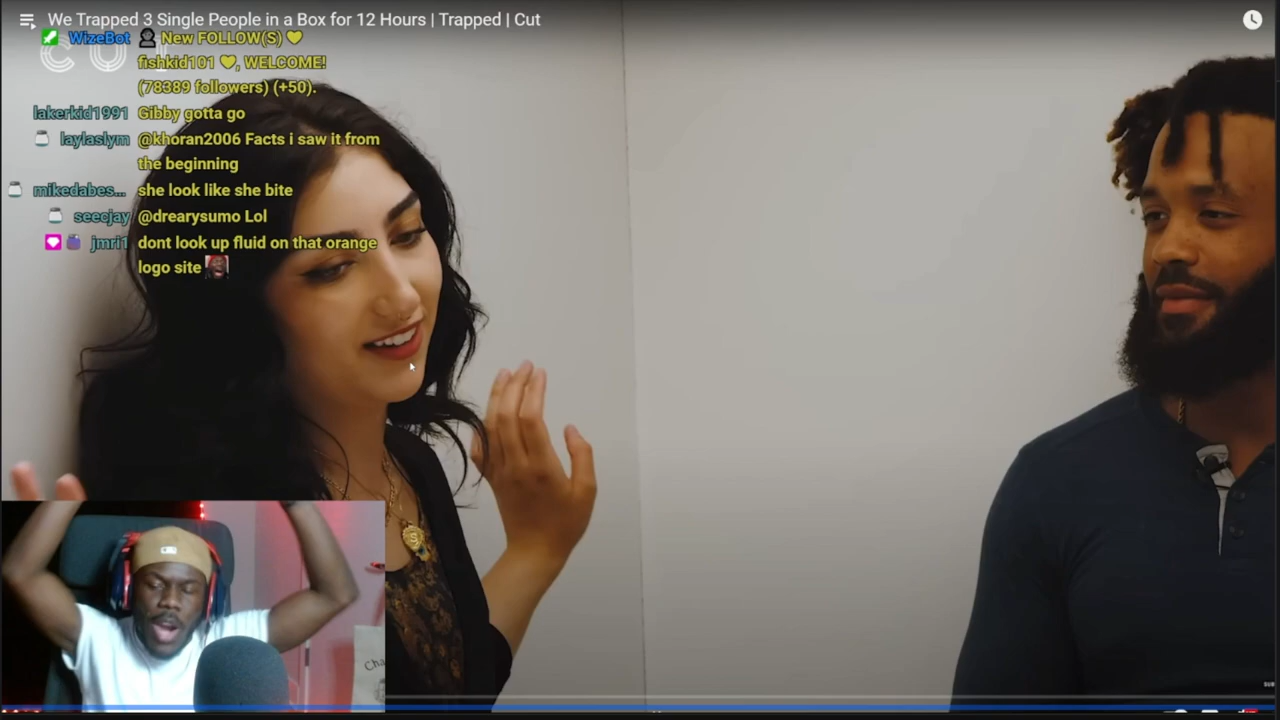 We Trapped 3 Single People in a Box for 12 Hours | Trapped | Cut
WizeBot New FOLLOW(S)
fishkid101 , WELCOME!
(78389 followers) (+50).
lakerkid1991 Gibby gotta go
laylaslym @khoran2006 Facts i saw it from
the beginning
mikedabes... she look like she bite
seecjay @drearysumo Lol
jmri1 dont look up fluid on that orange
logo site
Cha